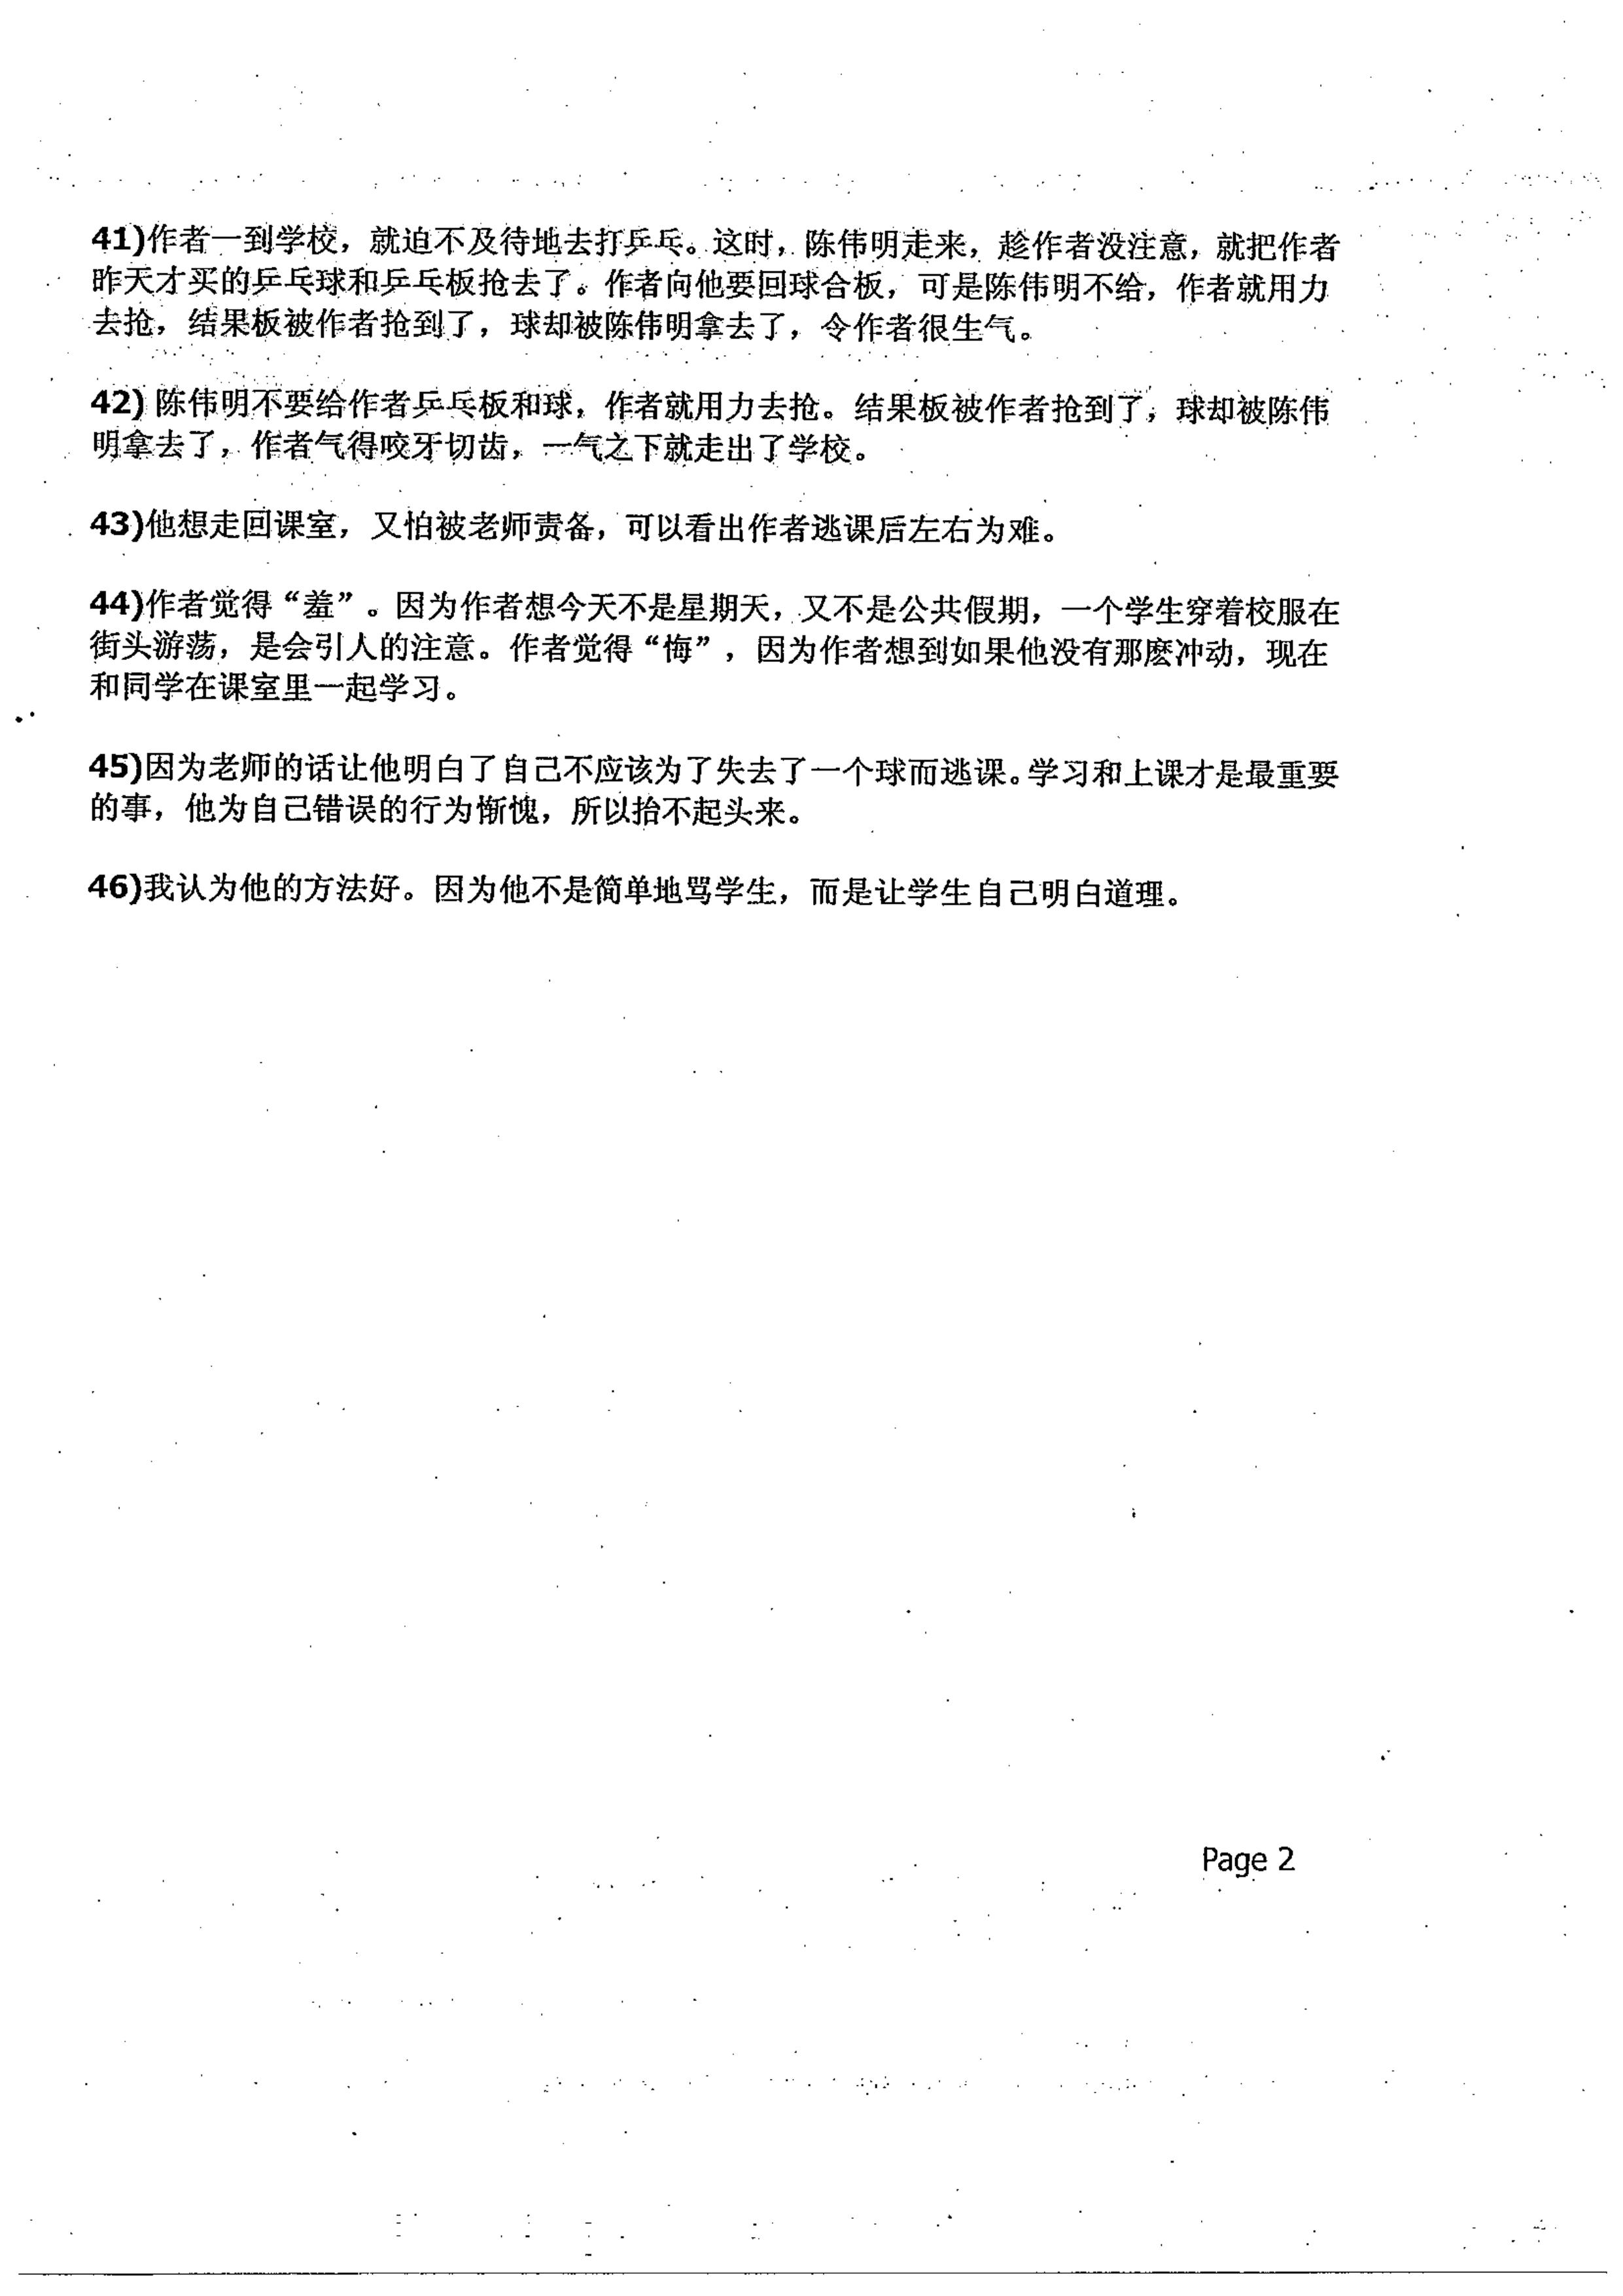 41)作者一到学校，就迫不及待地去打乒乓。这时，陈伟明走来，趁作者没注意，就把作者
昨天才买的乒乓球和乒乓板抢去了。作者向他要回球合板，可是陈伟明不给，作者就用力
去抢，结果板被作者抢到了，球却被陈伟明拿去了，令作者很生气。
42) 陈伟明不要给作者乒乓板和球，作者就用力去抢。结果板被作者抢到了，球却被陈伟
明拿去了，作者气得咬牙切齿，一气之下就走出了学校。
43)他想走回课室，又怕被老师责备，可以看出作者逃课后左右为难。
44)作者觉得“羞”。因为作者想今天不是星期天，又不是公共假期，一个学生穿着校服在
街头游荡，是会引人的注意。作者觉得“悔”，因为作者想到如果他没有那麽冲动，现在
和同学在课室里一起学习。
45)因为老师的话让他明白了自己不应该为了失去了一个球而逃课。学习和上课才是最重要
的事，他为自己错误的行为惭愧，所以抬不起头来。
46)我认为他的方法好。因为他不是简单地骂学生，而是让学生自己明白道理。
Page 2